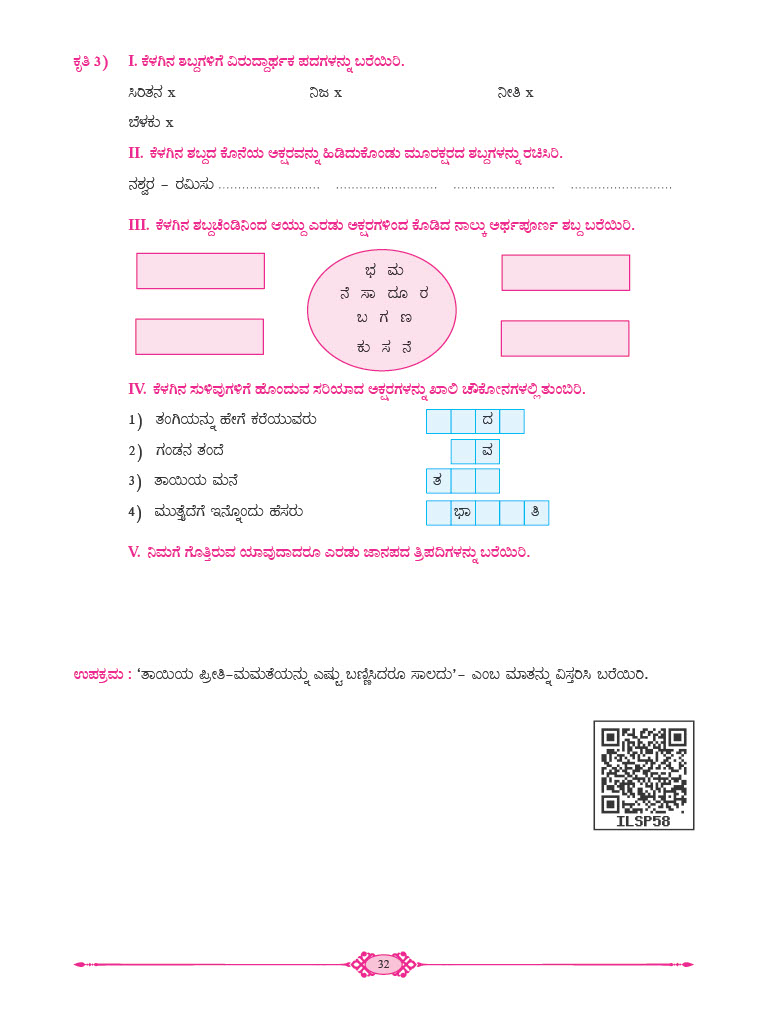 ಕೃತಿ 3) I. ಕೆಳಗಿನ ಶಬ್ದಗಳಿಗೆ ವಿರುದ್ಧಾರ್ಥಕ ಪದಗಳನ್ನು ಬರೆಯಿರಿ.
ಸಿರಿತನ x ನಿಜ x ನೀತಿ x
ಬೆಳಕು x
II. ಕೆಳಗಿನ ಶಬ್ದದ ಕೊನೆಯ ಅಕ್ಷರವನ್ನು ಹಿಡಿದುಕೊಂಡು ಮೂರಕ್ಷರದ ಶಬ್ದಗಳನ್ನು ರಚಿಸಿರಿ.
ನಶ್ವರ – ರಮಿಸು .......................... .......................... .......................... ..........................
III. ಕೆಳಗಿನ ಶಬ್ದಚೆಂಡಿನಿಂದ ಆಯ್ದು ಎರಡು ಅಕ್ಷರಗಳಿಂದ ಕೊಡಿದ ನಾಲ್ಕು ಅರ್ಥಪೂರ್ಣ ಶಬ್ದ ಬರೆಯಿರಿ.
ಭ ಮ
ನೆ ಸಾ ದೂ ರ
ಬ ಗ ಣ
ಕು ಸ ನೆ
IV. ಕೆಳಗಿನ ಸುಳಿವುಗಳಿಗೆ ಹೊಂದುವ ಸರಿಯಾದ ಅಕ್ಷರಗಳನ್ನು ಖಾಲಿ ಚೌಕೋನಗಳಲ್ಲಿ ತುಂಬಿರಿ.
1) ತಂಗಿಯನ್ನು ಹೇಗೆ ಕರೆಯುವರು ದ
2) ಗಂಡನ ತಂದೆ ವ
3) ತಾಯಿಯ ಮನೆ ತ
4) ಮುತ್ತೈದೆಗೆ ಇನ್ನೊಂದು ಹೆಸರು ಭಾ ತಿ
V. ನಿಮಗೆ ಗೊತ್ತಿರುವ ಯಾವುದಾದರೂ ಎರಡು ಜಾನಪದ ತ್ರಿಪದಿಗಳನ್ನು ಬರೆಯಿರಿ.
ಉಪಕ್ರಮ : 'ತಾಯಿಯ ಪ್ರೀತಿ–ಮಮತೆಯನ್ನು ಎಷ್ಟು ಬಣ್ಣಿಸಿದರೂ ಸಾಲದು'– ಎಂಬ ಮಾತನ್ನು ವಿಸ್ತರಿಸಿ ಬರೆಯಿರಿ.
ILSP58
32